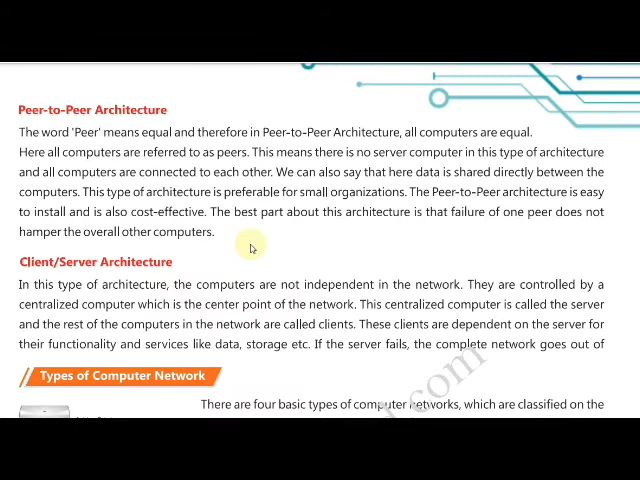 Peer-to-Peer Architecture
The word 'Peer' means equal and therefore in Peer-to-Peer Architecture, all computers are equal.
Here all computers are referred to as peers. This means there is no server computer in this type of architecture
and all computers are connected to each other. We can also say that here data is shared directly between the
computers. This type of architecture is preferable for small organizations. The Peer-to-Peer architecture is easy
to install and is also cost-effective. The best part about this architecture is that failure of one peer does not
hamper the overall other computers.
Client/Server Architecture
In this type of architecture, the computers are not independent in the network. They are controlled by a
centralized computer which is the center point of the network. This centralized computer is called the server
and the rest of the computers in the network are called clients. These clients are dependent on the server for
their functionality and services like data, storage etc. If the server fails, the complete network goes out of
Types of Computer Network
There are four basic types of computer networks, which are classified on the